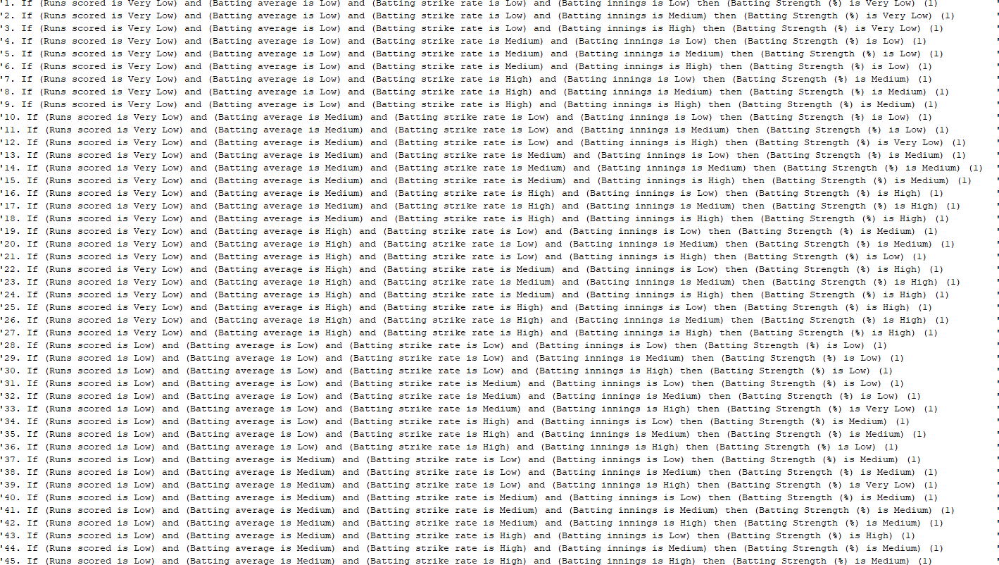 '1. If (Runs scored is Very Low) and (Batting average is Low) and (Batting strike rate is Low) and (Batting innings is Low) then (Batting Strength (%) is Very Low) (1) '
'2. If (Runs scored is Very Low) and (Batting average is Low) and (Batting strike rate is Low) and (Batting innings is Medium) then (Batting Strength (%) is Very Low) (1) '
'3. If (Runs scored is Very Low) and (Batting average is Low) and (Batting strike rate is Low) and (Batting innings is High) then (Batting Strength (%) is Very Low) (1) '
'4. If (Runs scored is Very Low) and (Batting average is Low) and (Batting strike rate is Medium) and (Batting innings is Low) then (Batting Strength (%) is Low) (1) '
'5. If (Runs scored is Very Low) and (Batting average is Low) and (Batting strike rate is Medium) and (Batting innings is Medium) then (Batting Strength (%) is Low) (1) '
'6. If (Runs scored is Very Low) and (Batting average is Low) and (Batting strike rate is Medium) and (Batting innings is High) then (Batting Strength (%) is Low) (1) '
'7. If (Runs scored is Very Low) and (Batting average is Low) and (Batting strike rate is High) and (Batting innings is Low) then (Batting Strength (%) is Medium) (1) '
'8. If (Runs scored is Very Low) and (Batting average is Low) and (Batting strike rate is High) and (Batting innings is Medium) then (Batting Strength (%) is Medium) (1) '
'9. If (Runs scored is Very Low) and (Batting average is Low) and (Batting strike rate is High) and (Batting innings is High) then (Batting Strength (%) is Medium) (1) '
'10. If (Runs scored is Very Low) and (Batting average is Medium) and (Batting strike rate is Low) and (Batting innings is Low) then (Batting Strength (%) is Low) (1) '
'11. If (Runs scored is Very Low) and (Batting average is Medium) and (Batting strike rate is Low) and (Batting innings is Medium) then (Batting Strength (%) is Low) (1) '
'12. If (Runs scored is Very Low) and (Batting average is Medium) and (Batting strike rate is Low) and (Batting innings is High) then (Batting Strength (%) is Very Low) (1) '
'13. If (Runs scored is Very Low) and (Batting average is Medium) and (Batting strike rate is Medium) and (Batting innings is Low) then (Batting Strength (%) is Medium) (1) '
'14. If (Runs scored is Very Low) and (Batting average is Medium) and (Batting strike rate is Medium) and (Batting innings is Medium) then (Batting Strength (%) is Medium) (1) '
'15. If (Runs scored is Very Low) and (Batting average is Medium) and (Batting strike rate is Medium) and (Batting innings is High) then (Batting Strength (%) is Medium) (1) '
'16. If (Runs scored is Very Low) and (Batting average is Medium) and (Batting strike rate is High) and (Batting innings is Low) then (Batting Strength (%) is High) (1) '
'17. If (Runs scored is Very Low) and (Batting average is Medium) and (Batting strike rate is High) and (Batting innings is Medium) then (Batting Strength (%) is High) (1) '
'18. If (Runs scored is Very Low) and (Batting average is Medium) and (Batting strike rate is High) and (Batting innings is High) then (Batting Strength (%) is High) (1) '
'19. If (Runs scored is Very Low) and (Batting average is High) and (Batting strike rate is Low) and (Batting innings is Low) then (Batting Strength (%) is Medium) (1) '
'20. If (Runs scored is Very Low) and (Batting average is High) and (Batting strike rate is Low) and (Batting innings is Medium) then (Batting Strength (%) is Medium) (1) '
'21. If (Runs scored is Very Low) and (Batting average is High) and (Batting strike rate is Low) and (Batting innings is High) then (Batting Strength (%) is Low) (1) '
'22. If (Runs scored is Very Low) and (Batting average is High) and (Batting strike rate is Medium) and (Batting innings is Low) then (Batting Strength (%) is High) (1) '
'23. If (Runs scored is Very Low) and (Batting average is High) and (Batting strike rate is Medium) and (Batting innings is Medium) then (Batting Strength (%) is High) (1) '
'24. If (Runs scored is Very Low) and (Batting average is High) and (Batting strike rate is Medium) and (Batting innings is High) then (Batting Strength (%) is High) (1) '
'25. If (Runs scored is Very Low) and (Batting average is High) and (Batting strike rate is High) and (Batting innings is Low) then (Batting Strength (%) is High) (1) '
'26. If (Runs scored is Very Low) and (Batting average is High) and (Batting strike rate is High) and (Batting innings is Medium) then (Batting Strength (%) is High) (1) '
'27. If (Runs scored is Very Low) and (Batting average is High) and (Batting strike rate is High) and (Batting innings is High) then (Batting Strength (%) is High) (1) '
'28. If (Runs scored is Low) and (Batting average is Low) and (Batting strike rate is Low) and (Batting innings is Low) then (Batting Strength (%) is Low) (1) '
'29. If (Runs scored is Low) and (Batting average is Low) and (Batting strike rate is Low) and (Batting innings is Medium) then (Batting Strength (%) is Low) (1) '
'30. If (Runs scored is Low) and (Batting average is Low) and (Batting strike rate is Low) and (Batting innings is High) then (Batting Strength (%) is Low) (1) '
'31. If (Runs scored is Low) and (Batting average is Low) and (Batting strike rate is Medium) and (Batting innings is Low) then (Batting Strength (%) is Low) (1) '
'32. If (Runs scored is Low) and (Batting average is Low) and (Batting strike rate is Medium) and (Batting innings is Medium) then (Batting Strength (%) is Low) (1) '
'33. If (Runs scored is Low) and (Batting average is Low) and (Batting strike rate is Medium) and (Batting innings is High) then (Batting Strength (%) is Very Low) (1) '
'34. If (Runs scored is Low) and (Batting average is Low) and (Batting strike rate is High) and (Batting innings is Low) then (Batting Strength (%) is Medium) (1) '
'35. If (Runs scored is Low) and (Batting average is Low) and (Batting strike rate is High) and (Batting innings is Medium) then (Batting Strength (%) is Medium) (1) '
'36. If (Runs scored is Low) and (Batting average is Low) and (Batting strike rate is High) and (Batting innings is High) then (Batting Strength (%) is Low) (1) '
'37. If (Runs scored is Low) and (Batting average is Medium) and (Batting strike rate is Low) and (Batting innings is Low) then (Batting Strength (%) is Medium) (1) '
'38. If (Runs scored is Low) and (Batting average is Medium) and (Batting strike rate is Low) and (Batting innings is Medium) then (Batting Strength (%) is Medium) (1) '
'39. If (Runs scored is Low) and (Batting average is Medium) and (Batting strike rate is Low) and (Batting innings is High) then (Batting Strength (%) is Very Low) (1) '
'40. If (Runs scored is Low) and (Batting average is Medium) and (Batting strike rate is Medium) and (Batting innings is Low) then (Batting Strength (%) is Medium) (1) '
'41. If (Runs scored is Low) and (Batting average is Medium) and (Batting strike rate is Medium) and (Batting innings is Medium) then (Batting Strength (%) is Medium) (1) '
'42. If (Runs scored is Low) and (Batting average is Medium) and (Batting strike rate is Medium) and (Batting innings is High) then (Batting Strength (%) is Medium) (1) '
'43. If (Runs scored is Low) and (Batting average is Medium) and (Batting strike rate is High) and (Batting innings is Low) then (Batting Strength (%) is High) (1) '
'44. If (Runs scored is Low) and (Batting average is Medium) and (Batting strike rate is High) and (Batting innings is Medium) then (Batting Strength (%) is Medium) (1) '
'45. If (Runs scored is Low) and (Batting average is Medium) and (Batting strike rate is High) and (Batting innings is High) then (Batting Strength (%) is Medium) (1) '